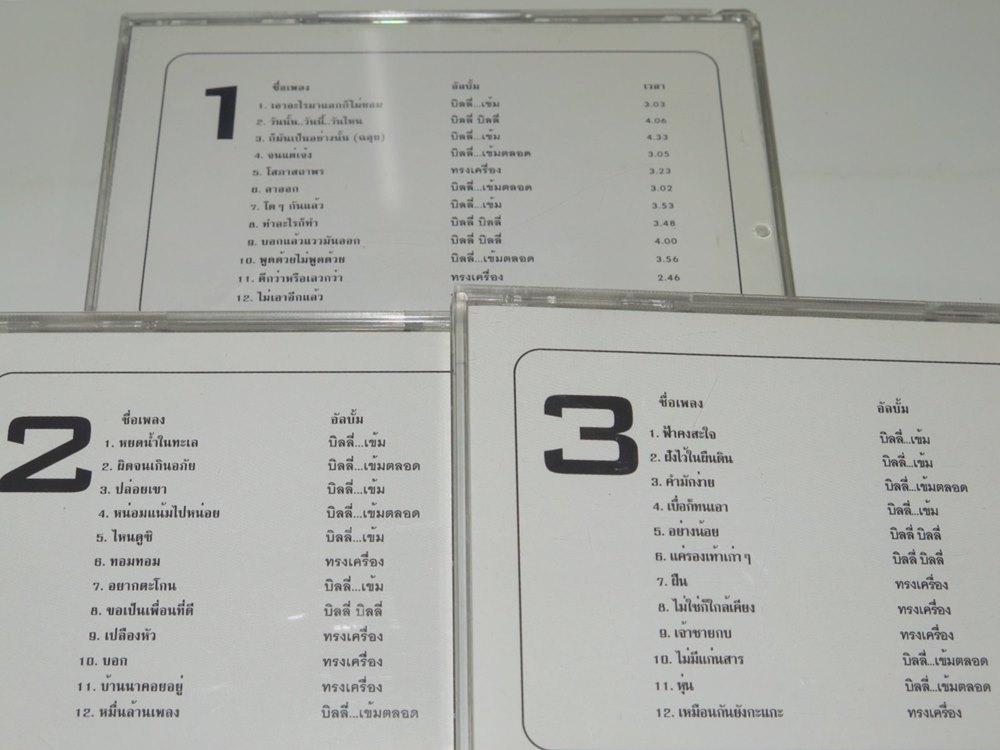 1
ชื่อเพลง อัลบั้ม เวลา
1. เอาอะไรมาแลกก็ไม่ยอม บิลลี่...เข้ม 3.03
2. วันนั้น..วันนี้..วันไหน บิลลี่ บิลลี่ 4.06
3. ก็มันเป็นอย่างนั้น (ฉลุย) บิลลี่...เข้ม 4.33
4. จนแต่เจ๋ง บิลลี่...เข้มตลอด 3.05
5. โสภาสถาพร ทรงเครื่อง 3.23
6. ลาออก บิลลี่...เข้มตลอด 3.02
7. โตๆ กันแล้ว บิลลี่...เข้ม 3.53
8. ทำอะไรก็ทำ บิลลี่ บิลลี่ 3.48
9. บอกแล้วแววมันออก บิลลี่ บิลลี่ 4.00
10. พูดด้วยไม่พูดด้วย บิลลี่...เข้มตลอด 3.56
11. ดีกว่าหรือเลวกว่า ทรงเครื่อง 2.46
12. ไม่เอาอีกแล้ว
2
ชื่อเพลง อัลบั้ม
1. หยดน้ำในทะเล บิลลี่...เข้ม
2. ผิดจนเกินอภัย บิลลี่...เข้มตลอด
3. ปล่อยเขา บิลลี่...เข้ม
4. หน่อมแน้มไปหน่อย บิลลี่...เข้มตลอด
5. ไหนดูซิ บิลลี่...เข้ม
6. ทอมทอม ทรงเครื่อง
7. อยากตะโกน บิลลี่...เข้ม
8. ขอเป็นเพื่อนที่ดี บิลลี่ บิลลี่
9. เปลืองหัว ทรงเครื่อง
10. บอก ทรงเครื่อง
11. บ้านนาคอยอยู่ ทรงเครื่อง
12. หมื่นล้านเพลง บิลลี่...เข้มตลอด
3
ชื่อเพลง อัลบั้ม
1. ฟ้าคงสะใจ บิลลี่...เข้ม
2. ฝังไว้ในผืนดิน บิลลี่...เข้ม
3. คำมักง่าย บิลลี่...เข้มตลอด
4. เบื่อก็ทนเอา บิลลี่...เข้ม
5. อย่างน้อย บิลลี่ บิลลี่
6. แค่รองเท้าเก่าๆ บิลลี่ บิลลี่
7. ฝืน ทรงเครื่อง
8. ไม่ใช่ก็ใกล้เคียง ทรงเครื่อง
9. เจ้าชายกบ ทรงเครื่อง
10. ไม่มีแก่นสาร บิลลี่...เข้มตลอด
11. หุ่น บิลลี่...เข้มตลอด
12. เหมือนกันยังกะแกะ ทรงเครื่อง